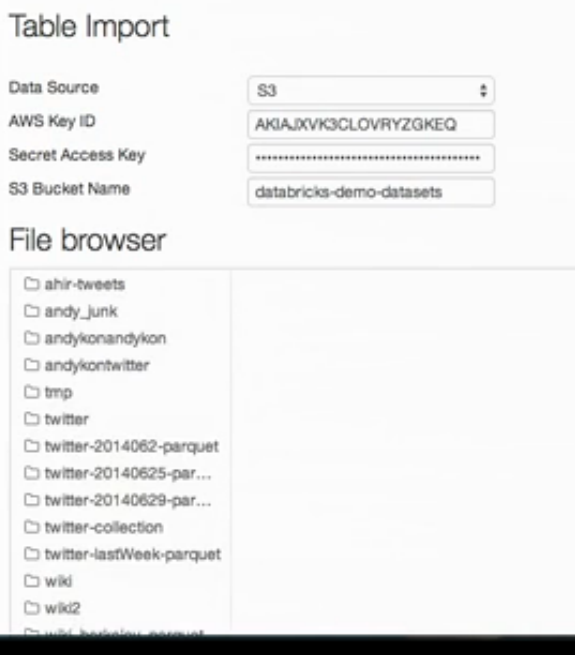 Table Import
Data Source S3
AWS Key ID AKIAJXVK3CLOVRYZGKEQ
Secret Access Key ••••••••••••••••••••••••••••••••••••••••
S3 Bucket Name databricks-demo-datasets
File browser
ahir-tweets
andy_junk
andykonandykon
andykontwitter
tmp
twitter
twitter-2014062-parquet
twitter-20140625-par...
twitter-20140629-par...
twitter-collection
twitter-lastWeek-parquet
wiki
wiki2
wiki_berkeley_parquet